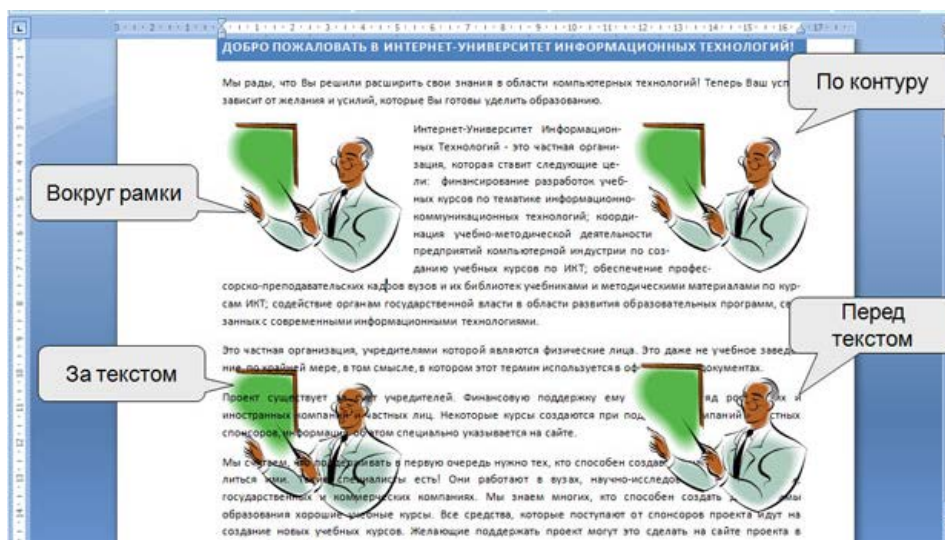 ДОБРО ПОЖАЛОВАТЬ В ИНТЕРНЕТ-УНИВЕРСИТЕТ ИНФОРМАЦИОННЫХ ТЕХНОЛОГИЙ!
Мы рады, что Вы решили расширить свои знания в области компьютерных технологий! Теперь Ваш
зависит от желания и усилий, которые Вы готовы уделить образованию.
По контуру
Интернет-Университет Информацион-
ных Технологий - это частная органи-
зация, которая ставит следующие це-
ли: финансирование разработок учеб-
ных курсов по тематике информационно-
коммуникационных технологий; коорди-
нация учебно-методической деятельности
предприятий компьютерной индустрии по соз-
данию учебных курсов по ИКТ; обеспечение профес-
Вокруг рамки
сорско-преподавательских кадров вузов и их библиотек учебниками и методическими материалами по кур-
сам ИКТ; содействие органам государственной власти в области развития образовательных программ,
занных с современными информационными технологиями.
Перед
текстом
Это частная организация, учредителями которой являются физические лица. Это даже не учебное
ние, по крайней мере, в том смысле, в котором этот термин используется в документах.
За текстом
Проект существует за счет учредителей. Финансовую поддержку ему и
иностранных компаний и частных лиц. Некоторые курсы создаются при
спонсоров, информация об этом специально указывается на сайте.
Мы считаем, что поддерживать в первую очередь нужно тех, кто способен
литься ими. Такие специалисты есть! Они работают в вузах,
государственных и коммерческих компаниях. Мы знаем многих, кто способен создать
образования хорошие учебные курсы. Все средства, которые поступают от спонсоров проекта идут на
создание новых учебных курсов. Желающие поддержать проект могут это сделать на сайте проекта в